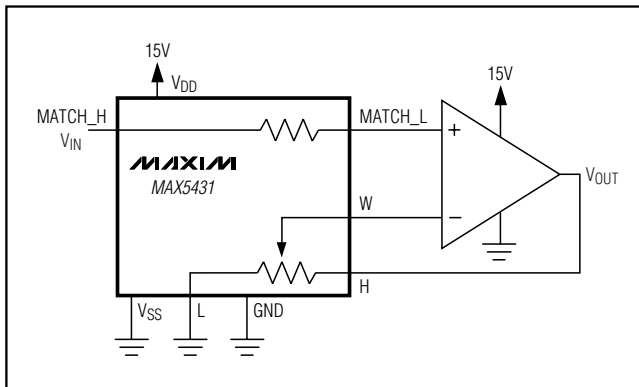 15V
VDD
15V
MATCH_H
MATCH_L
VIN
+
MAXIM
MAX5431
VOUT
W
−
H
VSS
L
GND